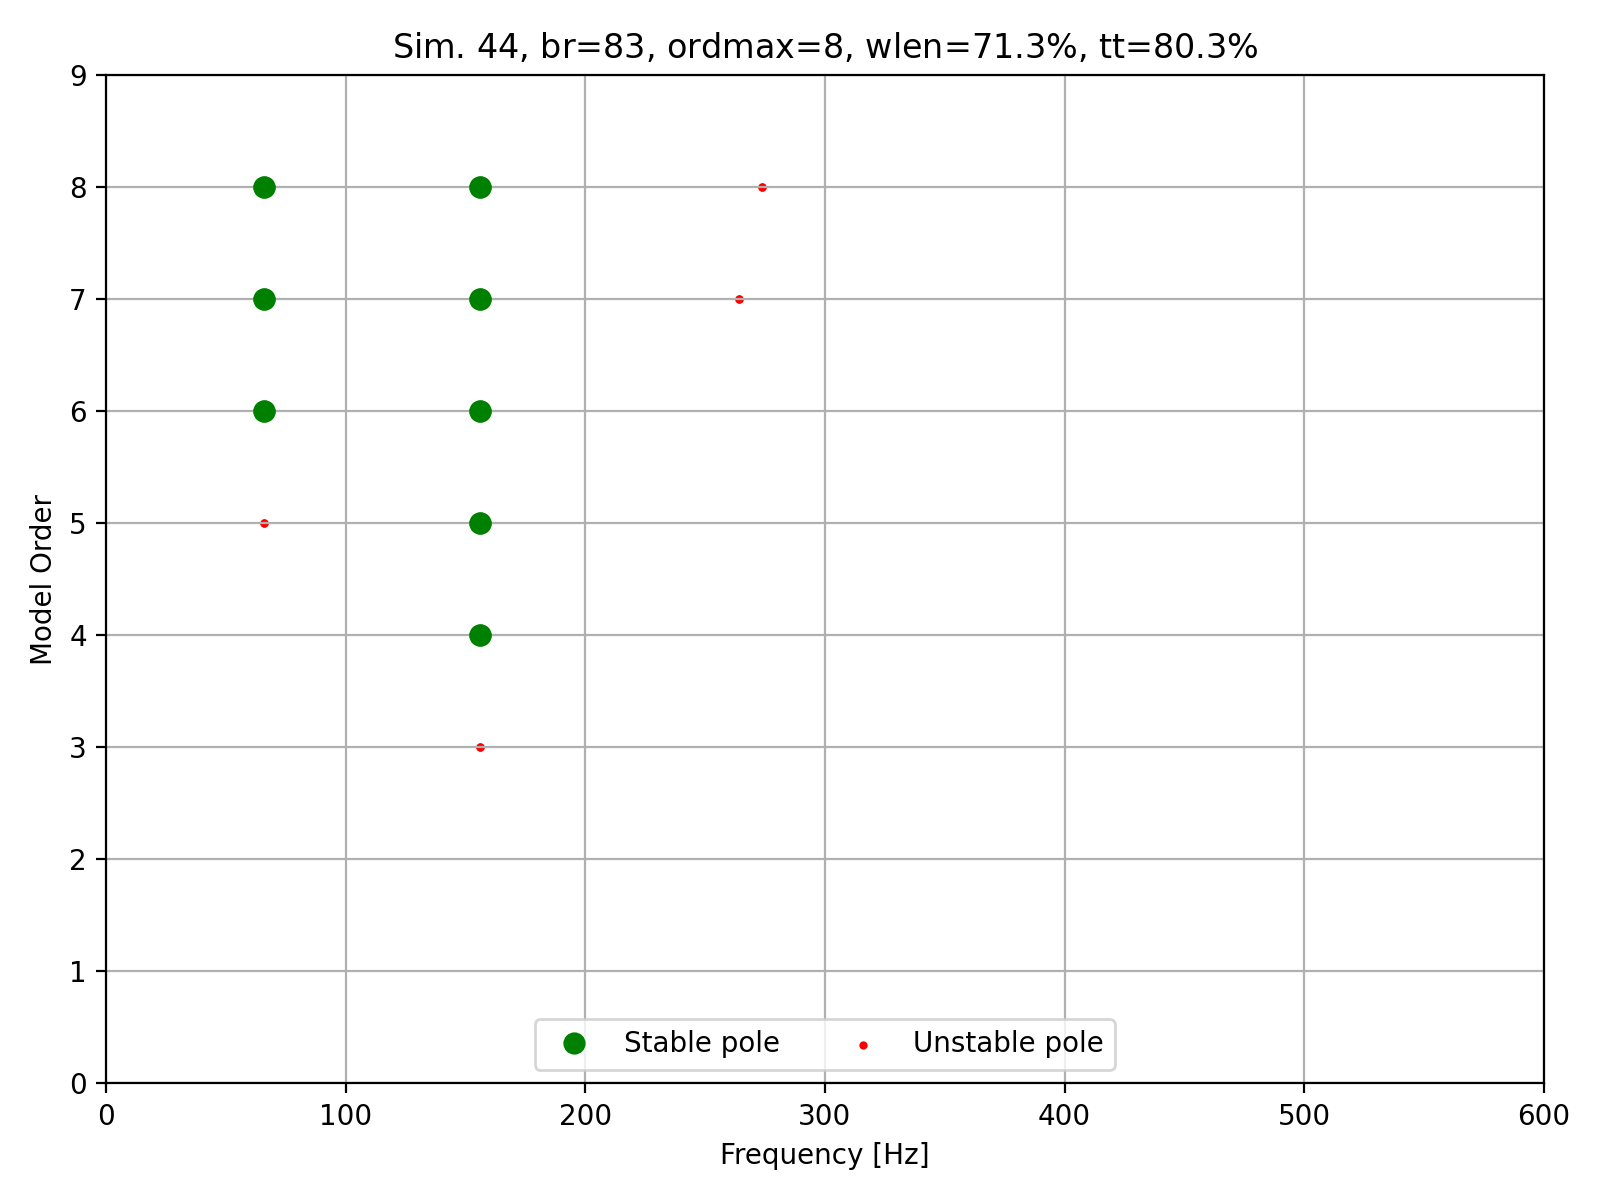 Sim. 44, br=83, ordmax=8, wlen=71.3%, tt=80.3%
9
8
7
6
5
4
3
2
1
0
Model Order
Stable pole Unstable pole
0 100 200 300 400 500 600
Frequency [Hz]